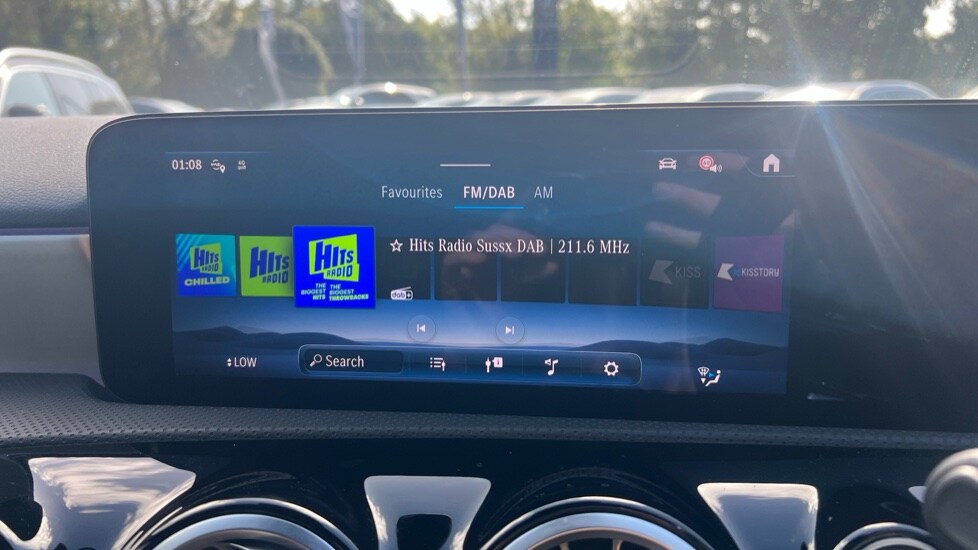 01:08
Favourites FM/DAB AM
HITS RADIO CHILLED
HITS RADIO
HITS RADIO
THE BIGGEST HITS THE BIGGEST THROWBACKS
Hits Radio Sussx DAB | 211.6 MHz
dab+
KISS
KISSTORY
LOW
Search